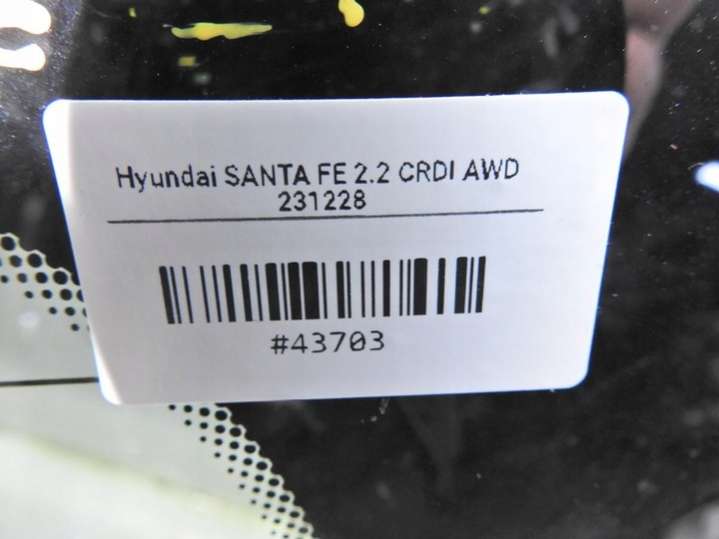 Hyundai SANTA FE 2.2 CRDI AWD
231228
#43703